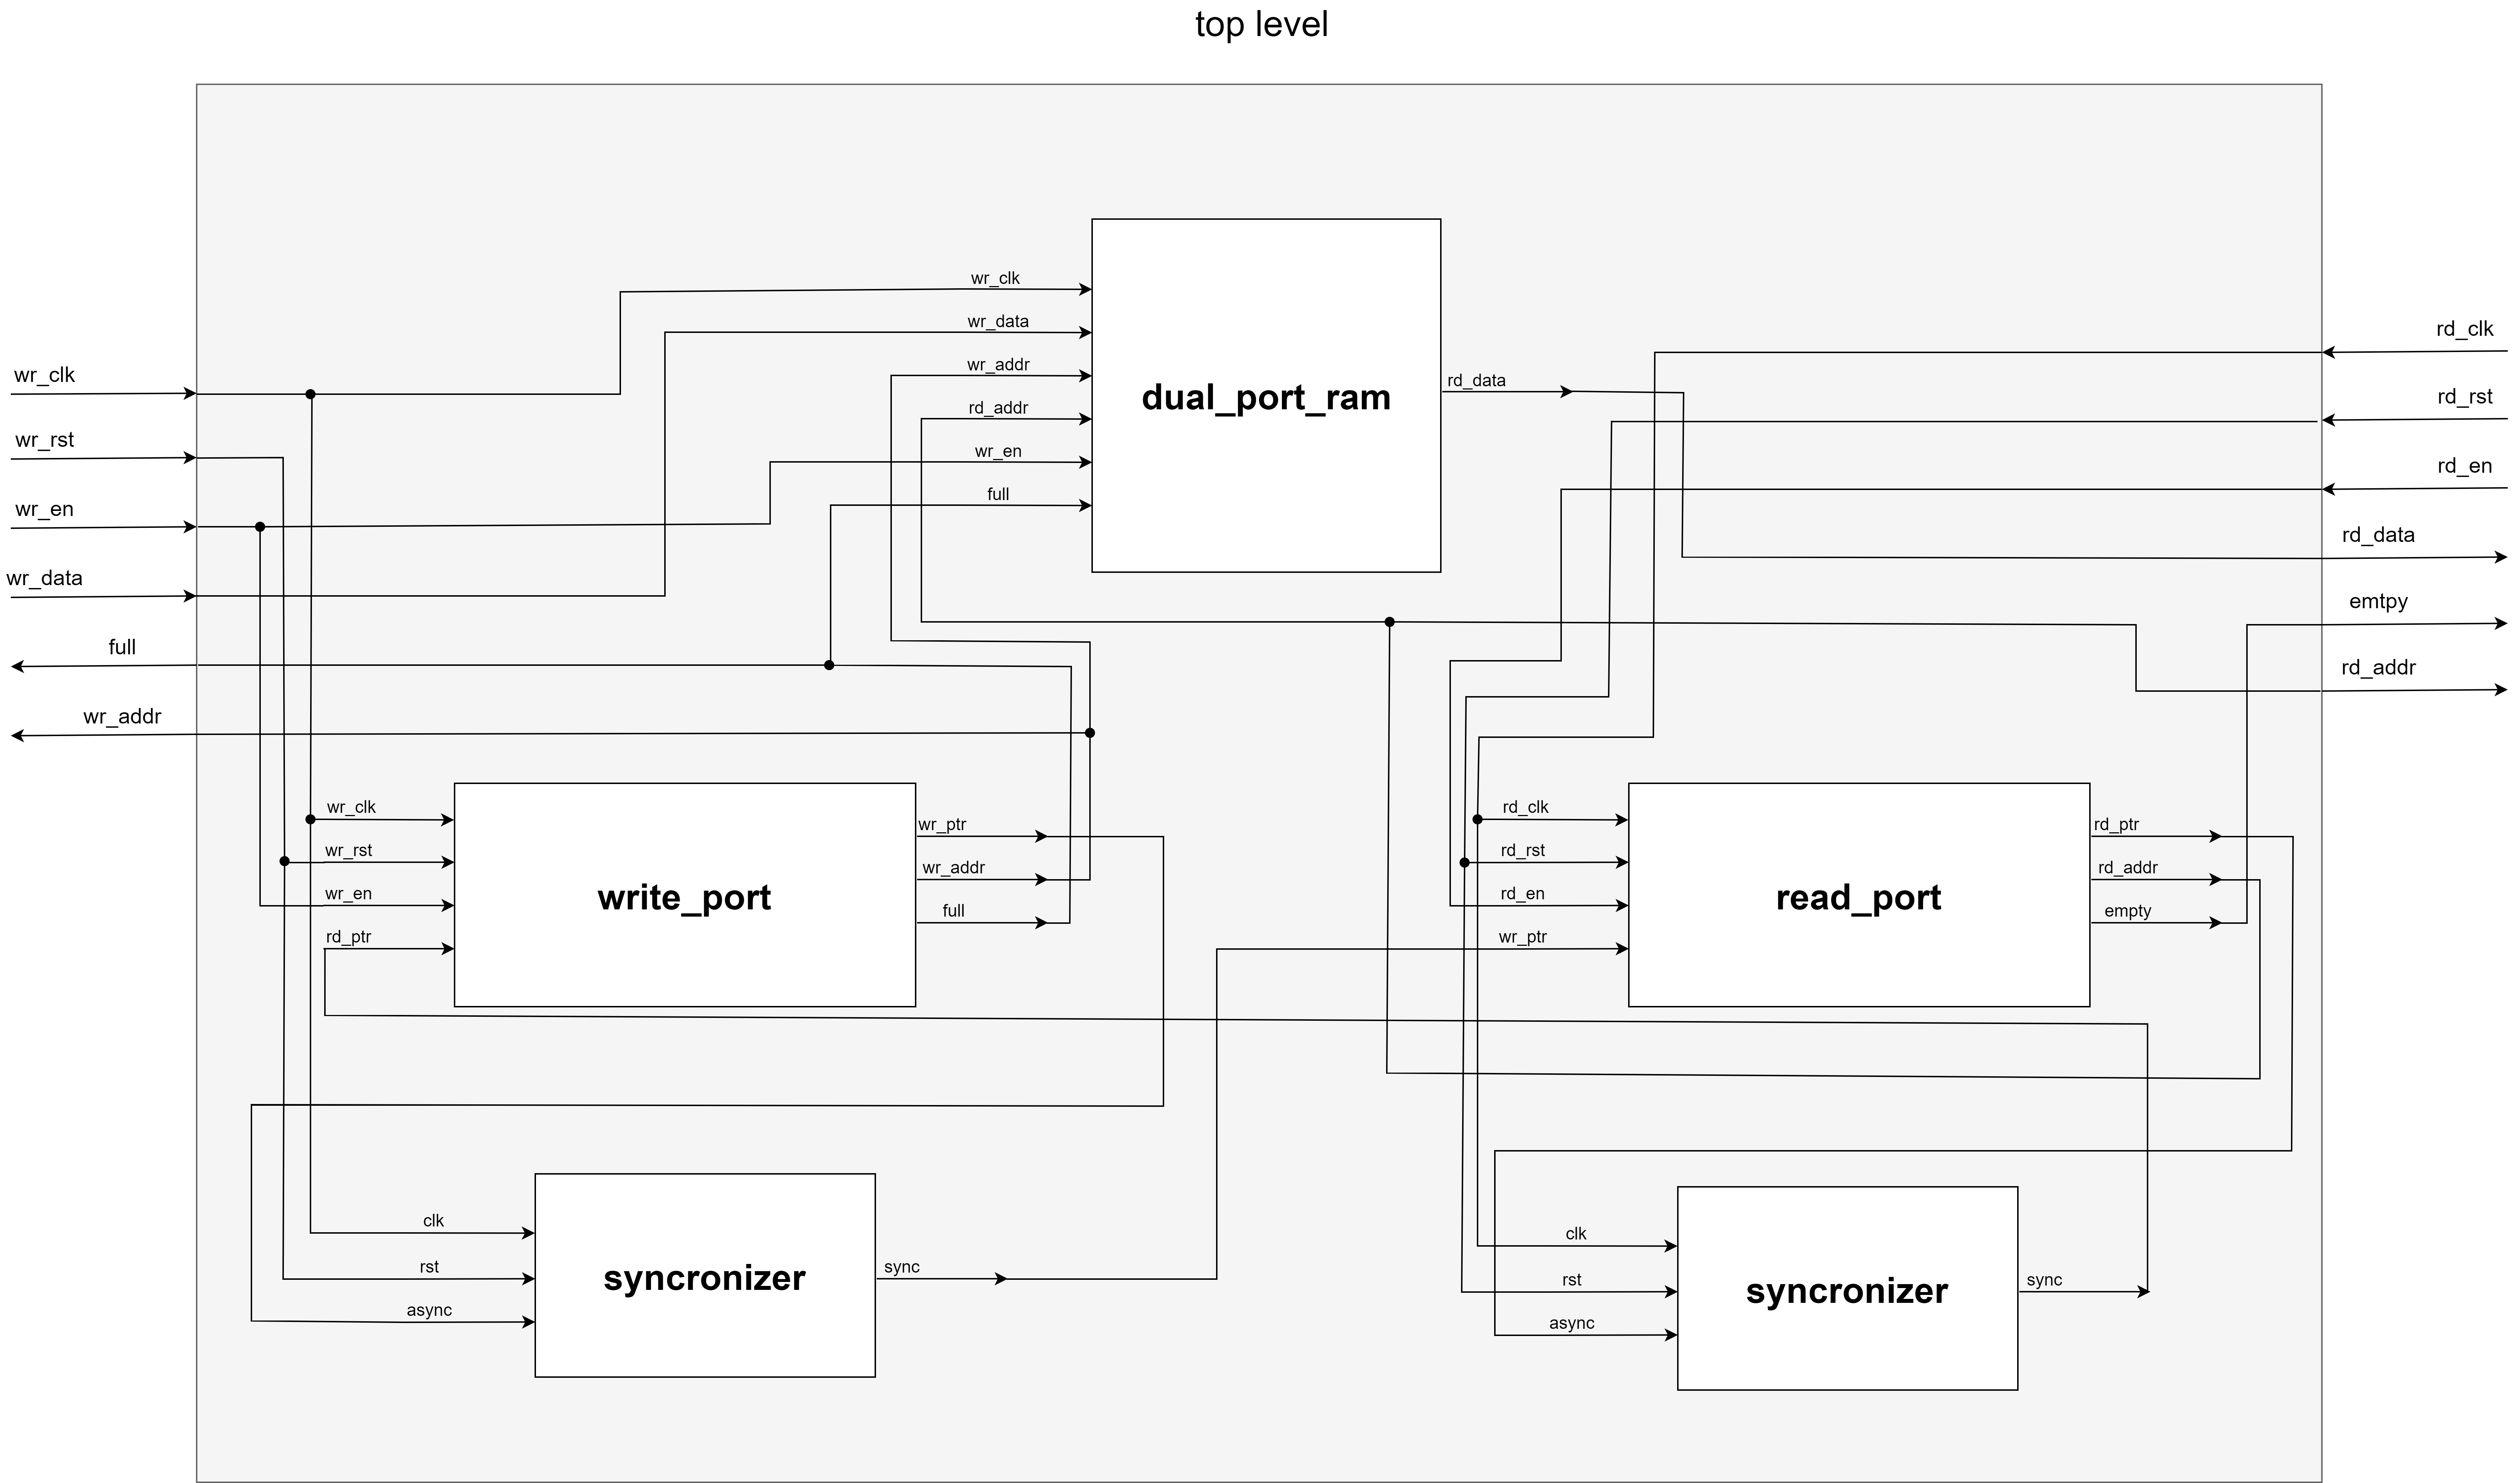 top level
wr_clk
wr_rst
wr_en
wr_data
full
wr_addr
wr_clk
wr_data
wr_addr
rd_addr
wr_en
full
dual_port_ram
rd_data
rd_clk
rd_rst
rd_en
rd_data
emtpy
rd_addr
wr_clk
wr_rst
wr_en
rd_ptr
write_port
wr_ptr
wr_addr
full
rd_clk
rd_rst
rd_en
wr_ptr
read_port
rd_ptr
rd_addr
empty
clk
rst
async
syncronizer
sync
clk
rst
async
syncronizer
sync